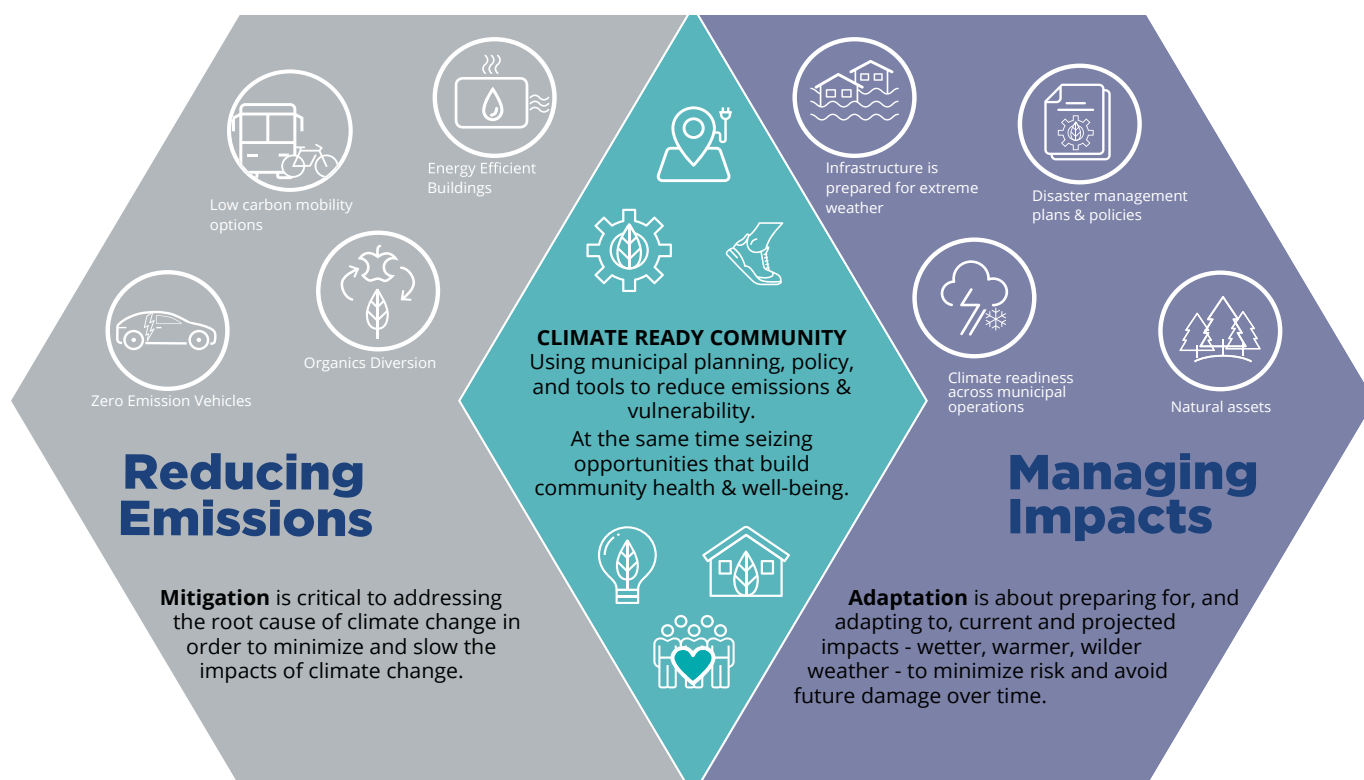 Low carbon mobility
options
Energy Efficient
Buildings
Zero Emission Vehicles
Organics Diversion
Reducing
Emissions
Mitigation is critical to addressing
the root cause of climate change in
order to minimize and slow the
impacts of climate change.
CLIMATE READY COMMUNITY
Using municipal planning, policy,
and tools to reduce emissions &
vulnerability.
At the same time seizing
opportunities that build
community health & well-being.
Infrastructure is
prepared for extreme
weather
Disaster management
plans & policies
Climate readiness
across municipal
operations
Natural assets
Managing
Impacts
Adaptation is about preparing for, and
adapting to, current and projected
impacts - wetter, warmer, wilder
weather - to minimize risk and avoid
future damage over time.